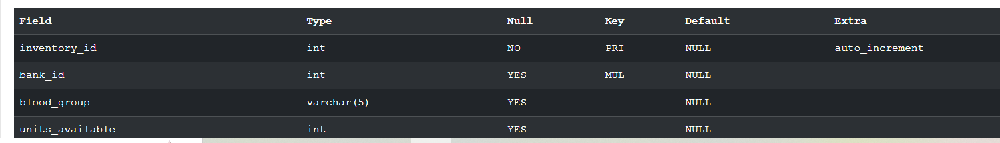 Field Type Null Key Default Extra
inventory_id int NO PRI NULL auto_increment
bank_id int YES MUL NULL
blood_group varchar(5) YES NULL
units_available int YES NULL